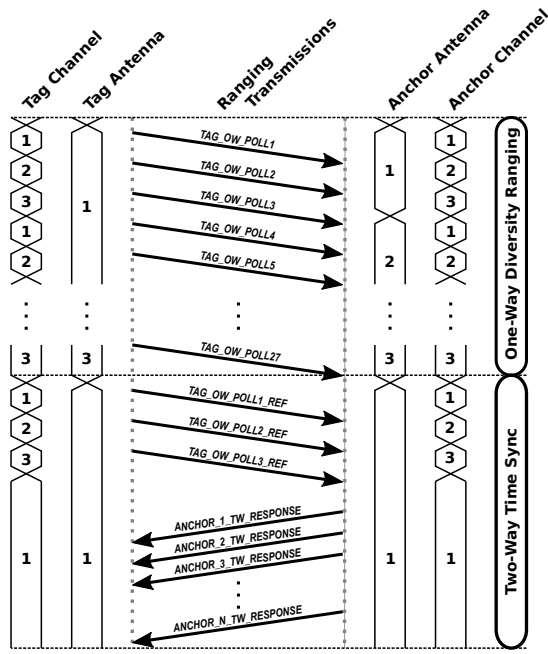 Tag Channel
Tag Antenna
Ranging
Transmissions
Anchor Antenna
Anchor Channel
1
2
3
1
2
3
1
3
TAG_OW_POLL1
TAG_OW_POLL2
TAG_OW_POLL3
TAG_OW_POLL4
TAG_OW_POLL5
TAG_OW_POLL27
1
2
3
1
2
3
1
2
3
One-Way Diversity Ranging
1
2
3
1
1
TAG_OW_POLL1_REF
TAG_OW_POLL2_REF
TAG_OW_POLL3_REF
ANCHOR_1_TW_RESPONSE
ANCHOR_2_TW_RESPONSE
ANCHOR_3_TW_RESPONSE
ANCHOR_N_TW_RESPONSE
1
1
2
3
1
Two-Way Time Sync